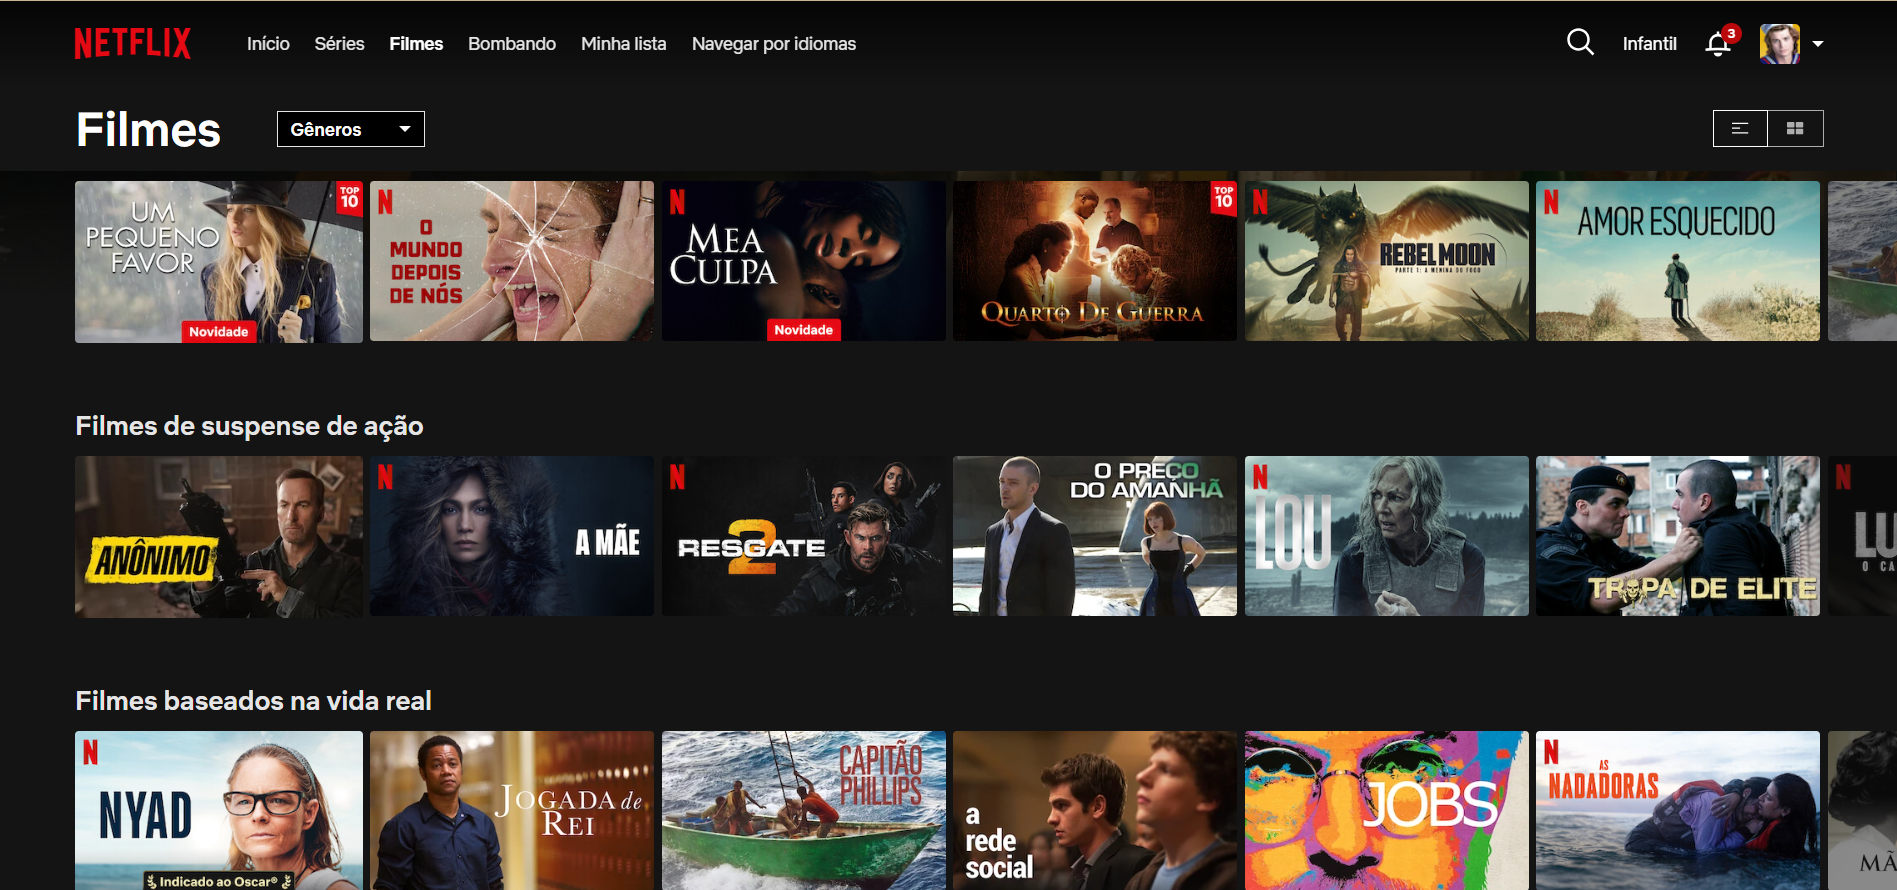 NETFLIX
Início
Séries
Filmes
Bombando
Minha lista
Navegar por idiomas
Infantil
3
Filmes
Gêneros
UM
PEQUENO
FAVOR
TOP
10
Novidade
N
O
MUNDO
DEPOIS
DE NÓS
N
MEA
CULPA
Novidade
TOP
10
QUARTO DE GUERRA
N
REBEL MOON
PARTE 1: A MENINA DO FOGO
N
AMOR ESQUECIDO
Filmes de suspense de ação
ANÔNIMO
N
A MÃE
N
RESGATE
2
O PREÇO
DO AMANHÃ
N
LOU
TROPA DE ELITE
N
LU
O CA
Filmes baseados na vida real
N
NYAD
Indicado ao Oscar®
JOGADA de
REI
CAPITÃO
PHILLIPS
a
rede
social
JOBS
N
AS
NADADORAS
MÃ